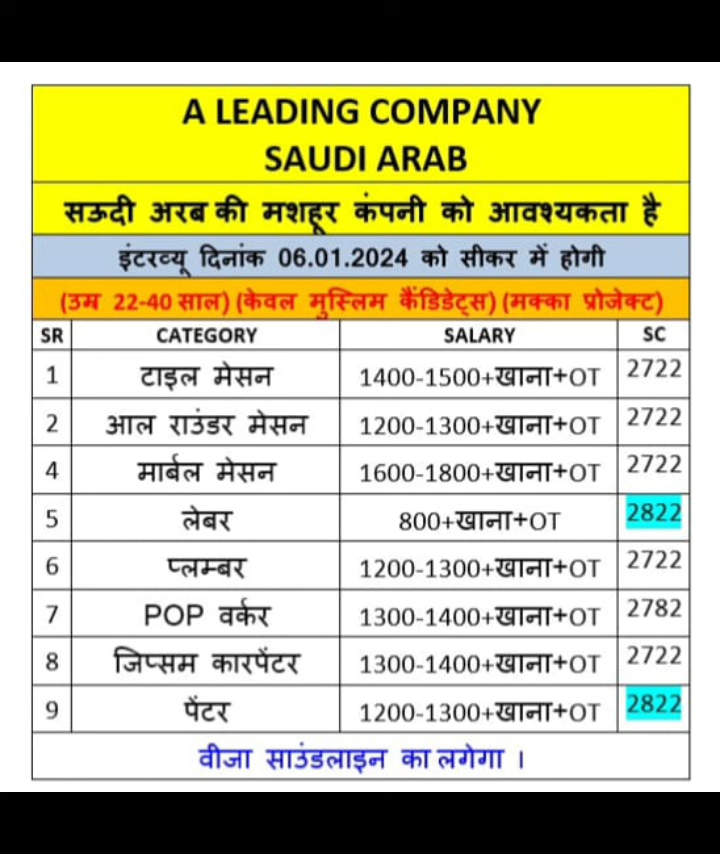 A LEADING COMPANY
SAUDI ARAB
सऊदी अरब की मशहूर कंपनी को आवश्यकता है
इंटरव्यू दिनांक 06.01.2024 को सीकर में होगी
(उम्र 22-40 साल) (केवल मुस्लिम कैंडिडेट्स) (मक्का प्रोजेक्ट)
SR CATEGORY SALARY SC
1 टाइल मेसन 1400-1500+खाना+OT 2722
2 आल राउंडर मेसन 1200-1300+खाना+OT 2722
4 मार्बल मेसन 1600-1800+खाना+OT 2722
5 लेबर 800+खाना+OT 2822
6 प्लम्बर 1200-1300+खाना+OT 2722
7 POP वर्कर 1300-1400+खाना+OT 2782
8 जिप्सम कारपेंटर 1300-1400+खाना+OT 2722
9 पेंटर 1200-1300+खाना+OT 2822
वीजा साउंडलाइन का लगेगा ।